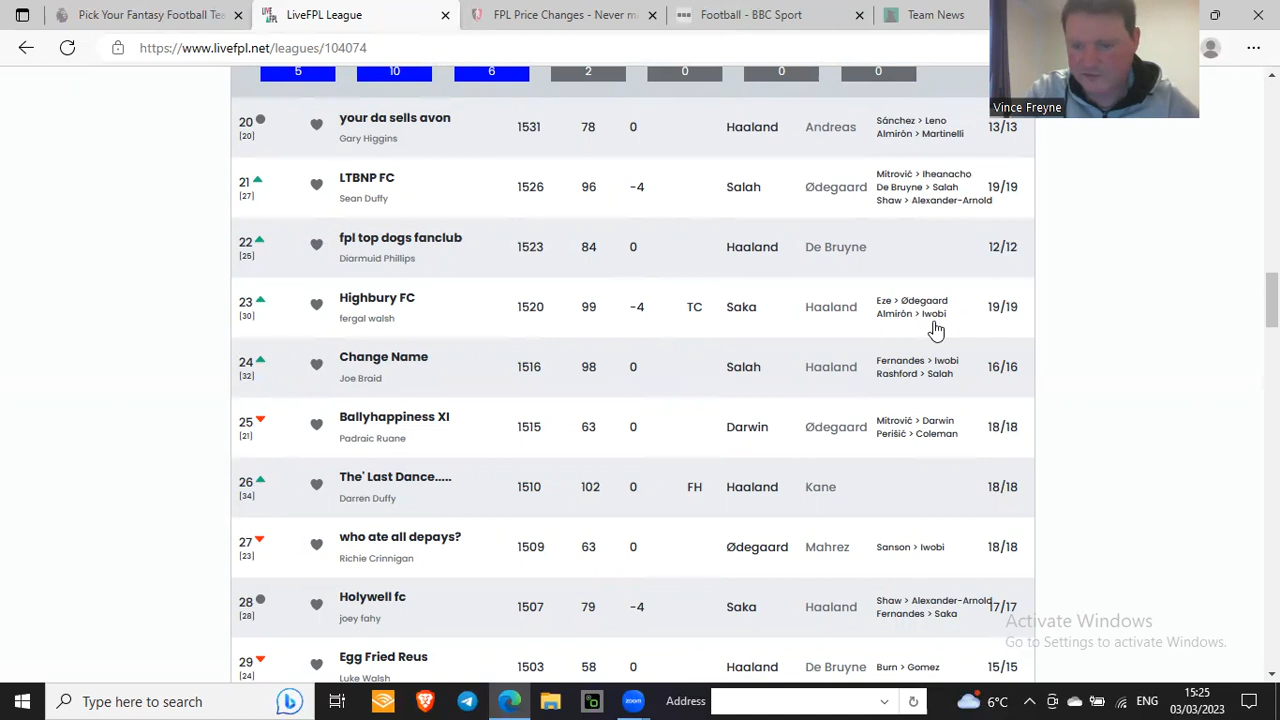 Pick Your Fantasy Football Te
LiveFPL League
FPL Price Changes - Never m
Football - BBC Sport
Team News
https://www.livefpl.net/leagues/104074
Vince Freyne
5 10 6 2 0 0 0
20 [20] your da sells avon Gary Higgins 1531 78 0 Haaland Andreas Sánchez > Leno 13/13
Almirón > Martinelli
21 [27] LTBNP FC Sean Duffy 1526 96 -4 Salah Ødegaard Mitrović > Iheanacho 19/19
De Bruyne > Salah
Shaw > Alexander-Arnold
22 [25] fpl top dogs fanclub Diarmuid Phillips 1523 84 0 Haaland De Bruyne 12/12
23 [30] Highbury FC fergal walsh 1520 99 -4 TC Saka Haaland Eze > Ødegaard 19/19
Almirón > Iwobi
24 [32] Change Name Joe Braid 1516 98 0 Salah Haaland Fernandes > Iwobi 16/16
Rashford > Salah
25 [21] Ballyhappiness XI Padraic Ruane 1515 63 0 Darwin Ødegaard Mitrović > Darwin 18/18
Perišić > Coleman
26 [34] The' Last Dance..... Darren Duffy 1510 102 0 FH Haaland Kane 18/18
27 [23] who ate all depays? Richie Crinnigan 1509 63 0 Ødegaard Mahrez Sanson > Iwobi 18/18
28 [28] Holywell fc joey fahy 1507 79 -4 Saka Haaland Shaw > Alexander-Arnold 17/17
Fernandes > Saka
29 [24] Egg Fried Reus Luke Walsh 1503 58 0 Haaland De Bruyne Burn > Gomez 15/15
Activate Windows
Go to Settings to activate Windows.
Type here to search
Address
6°C
ENG
15:25
03/03/2023